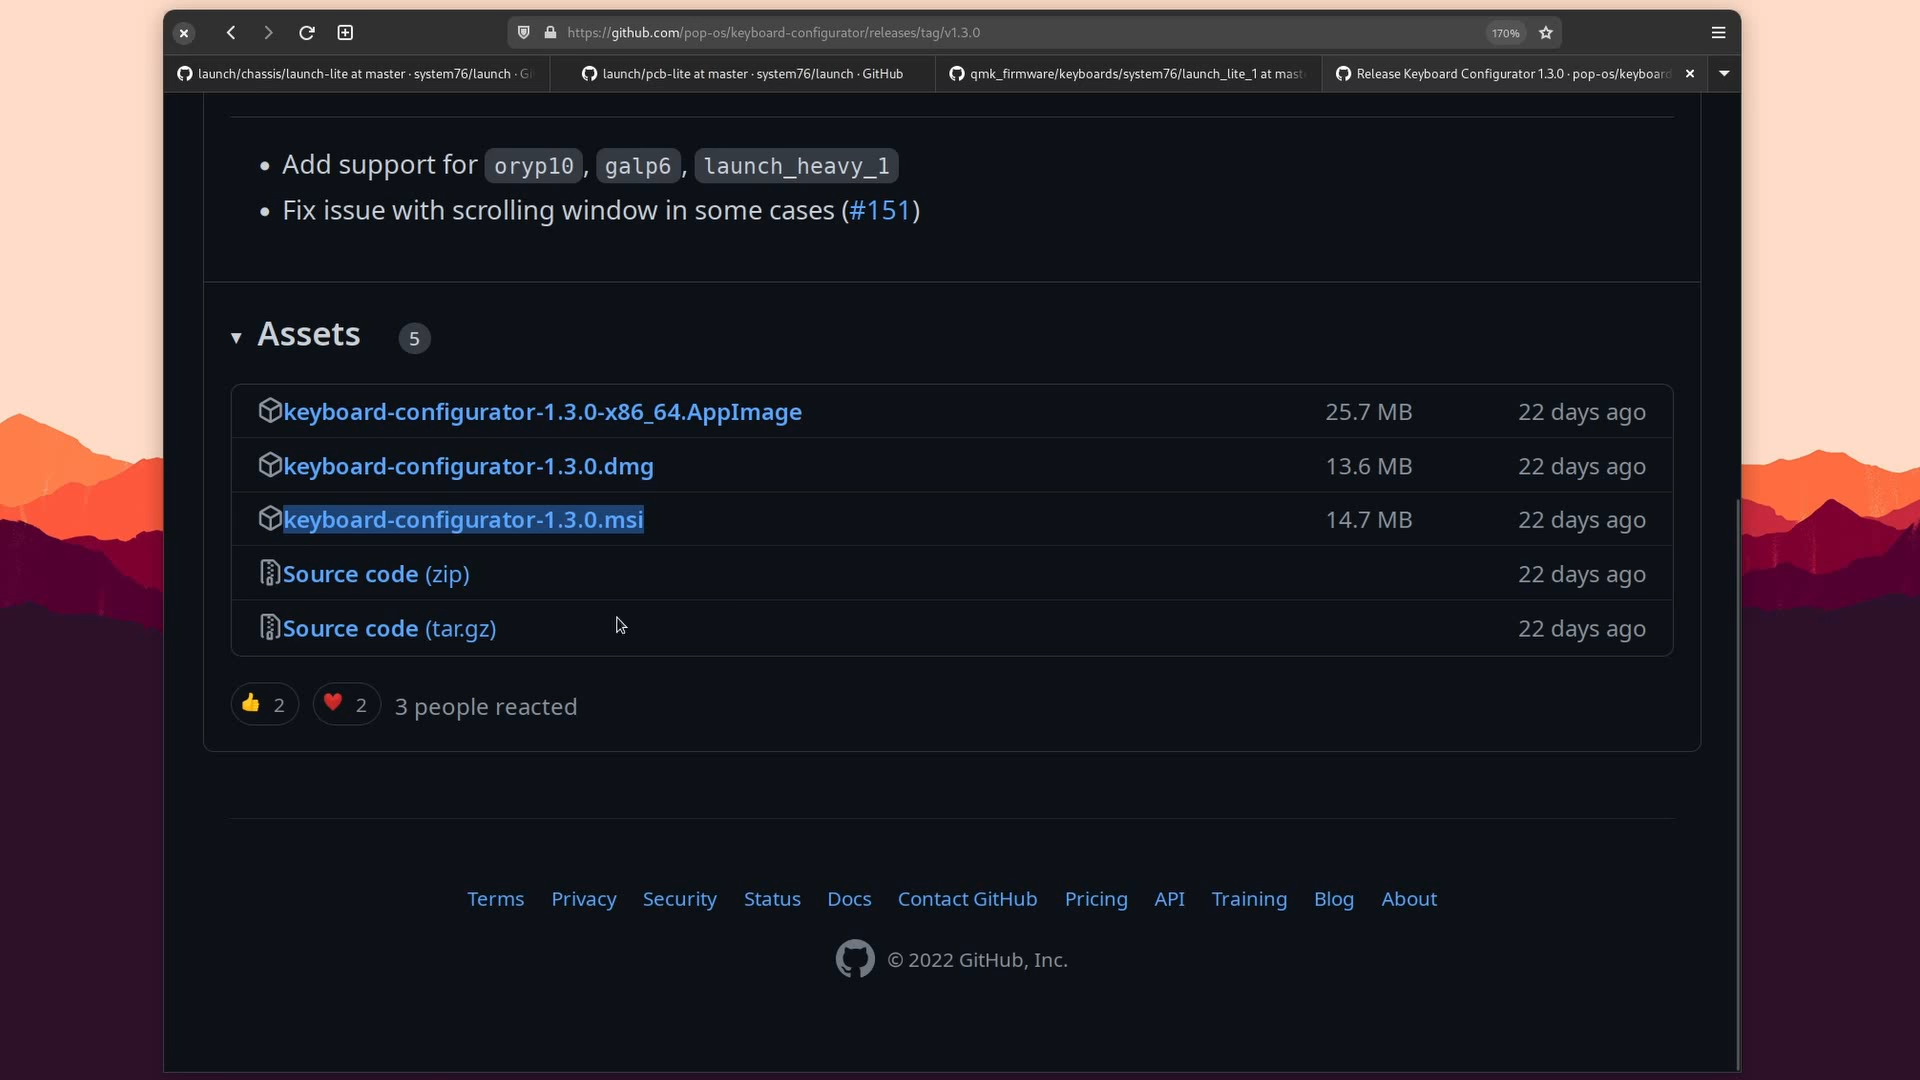 https://github.com/pop-os/keyboard-configurator/releases/tag/v1.3.0
170%
launch/chassis/launch-lite at master · system76/launch · Gi
launch/pcb-lite at master · system76/launch · GitHub
qmk_firmware/keyboards/system76/launch_lite_1 at mast
Release Keyboard Configurator 1.3.0 · pop-os/keyboard
• Add support for oryp10, galp6, launch_heavy_1
• Fix issue with scrolling window in some cases (#151)
Assets 5
keyboard-configurator-1.3.0-x86_64.AppImage 25.7 MB 22 days ago
keyboard-configurator-1.3.0.dmg 13.6 MB 22 days ago
keyboard-configurator-1.3.0.msi 14.7 MB 22 days ago
Source code (zip) 22 days ago
Source code (tar.gz) 22 days ago
👍 2 ❤️ 2 3 people reacted
Terms Privacy Security Status Docs Contact GitHub Pricing API Training Blog About
© 2022 GitHub, Inc.